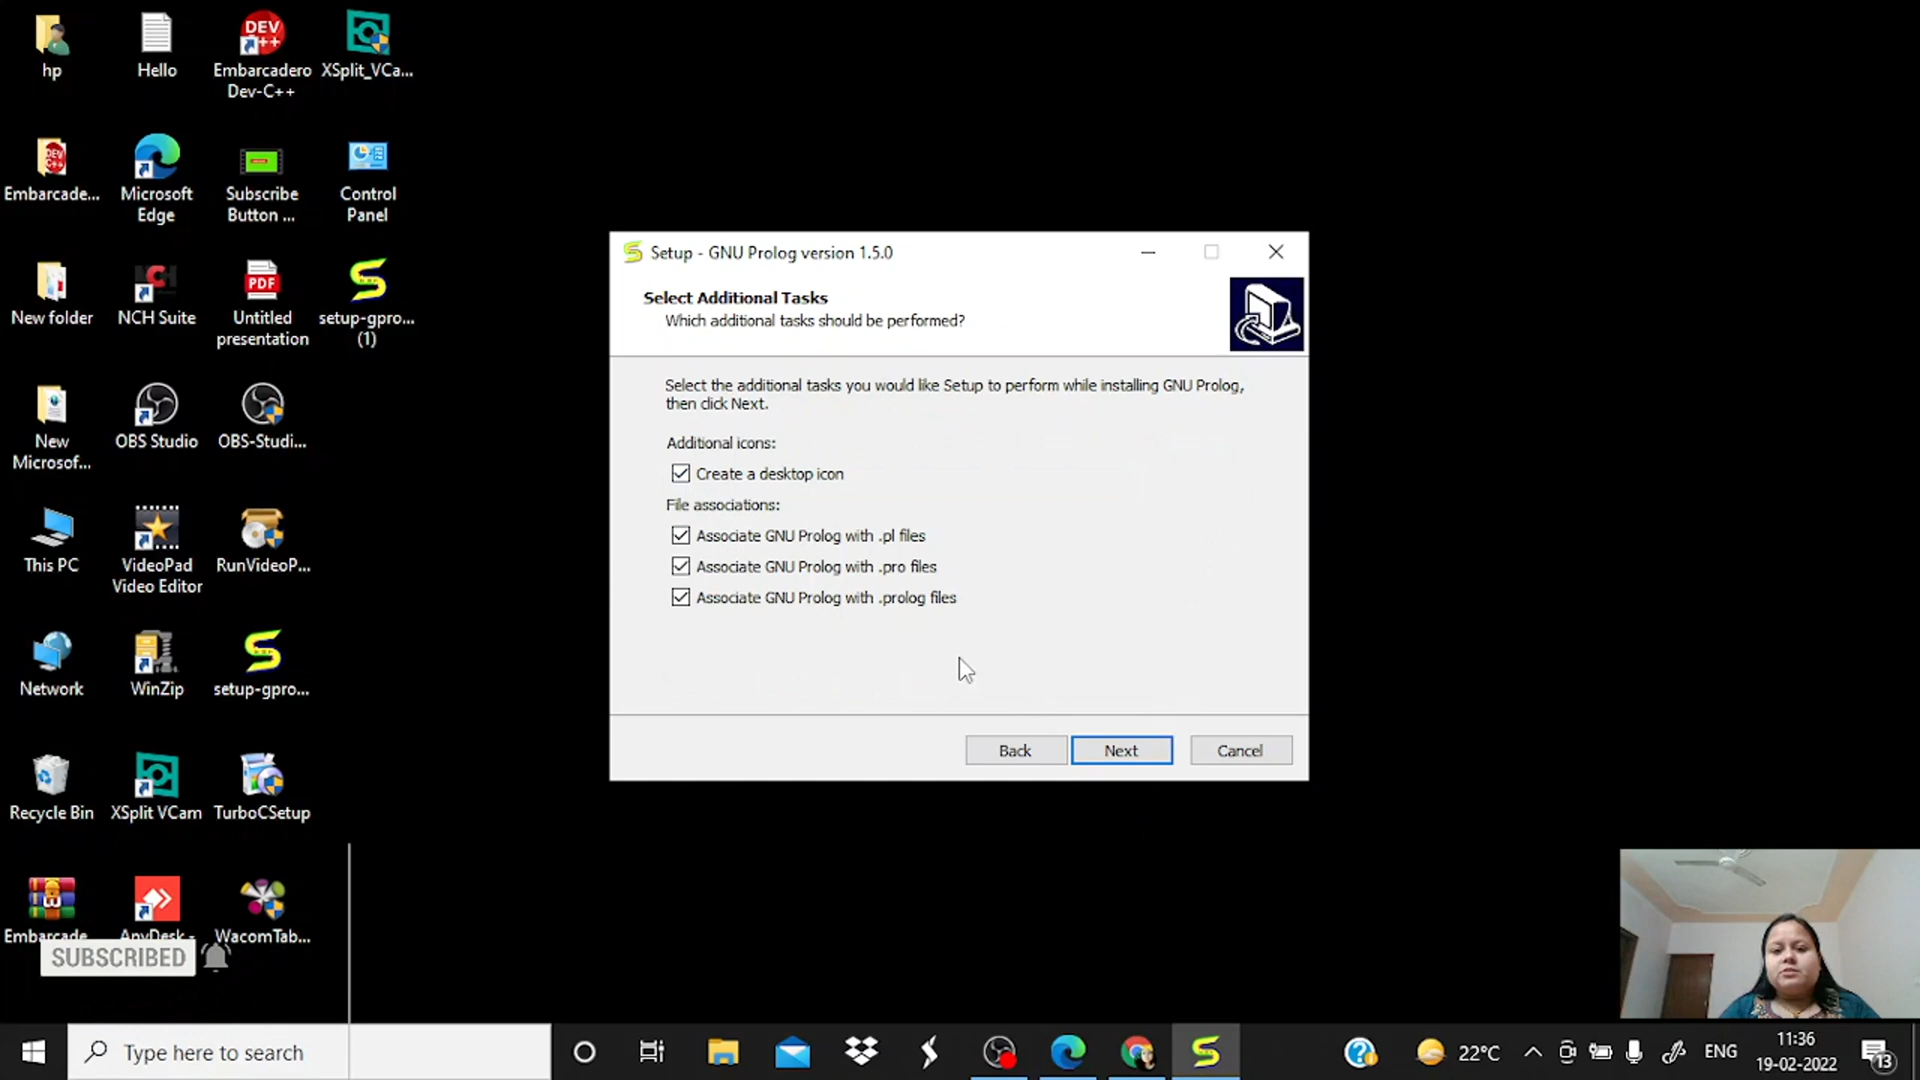 hp
Hello
Embarcadero
Dev-C++
XSplit_VCa...
Embarcade...
Microsoft
Edge
Subscribe
Button ...
Control
Panel
New folder
NCH Suite
Untitled
presentation
setup-gpro...
(1)
New
Microsof...
OBS Studio
OBS-Studi...
This PC
VideoPad
Video Editor
RunVideoP...
Network
WinZip
setup-gpro...
Recycle Bin
XSplit VCam
TurboCSetup
Embarcade
AnyDesk -
WacomTab...
SUBSCRIBED
DEV
C++
PDF
Setup - GNU Prolog version 1.5.0
Select Additional Tasks
Which additional tasks should be performed?
Select the additional tasks you would like Setup to perform while installing GNU Prolog,
then click Next.
Additional icons:
Create a desktop icon
File associations:
Associate GNU Prolog with .pl files
Associate GNU Prolog with .pro files
Associate GNU Prolog with .prolog files
Back
Next
Cancel
Type here to search
22°C
ENG
11:36
19-02-2022
13